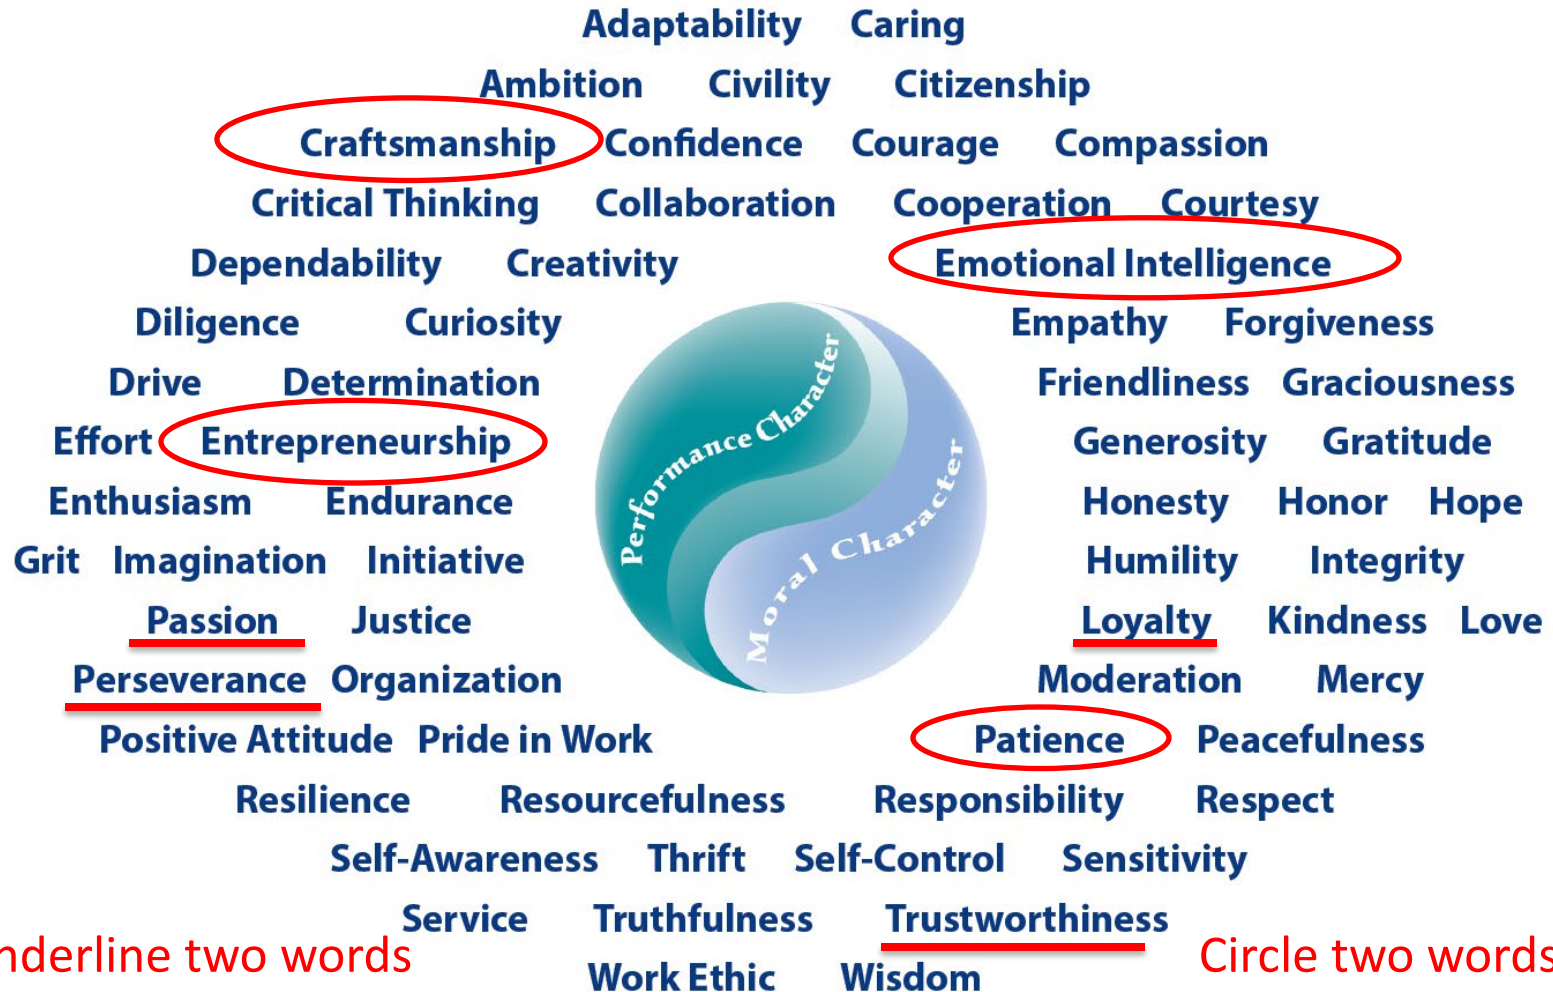 Adaptability Caring
Ambition Civility Citizenship
Craftsmanship Confidence Courage Compassion
Critical Thinking Collaboration Cooperation Courtesy
Dependability Creativity Emotional Intelligence
Diligence Curiosity Empathy Forgiveness
Drive Determination Friendliness Graciousness
Effort Entrepreneurship Generosity Gratitude
Enthusiasm Endurance Honesty Honor Hope
Grit Imagination Initiative Humility Integrity
Passion Justice Loyalty Kindness Love
Perseverance Organization Moderation Mercy
Positive Attitude Pride in Work Patience Peacefulness
Resilience Resourcefulness Responsibility Respect
Self-Awareness Thrift Self-Control Sensitivity
Service Truthfulness Trustworthiness
Work Ethic Wisdom
Performance Character
Moral Character
nderline two words
Circle two words